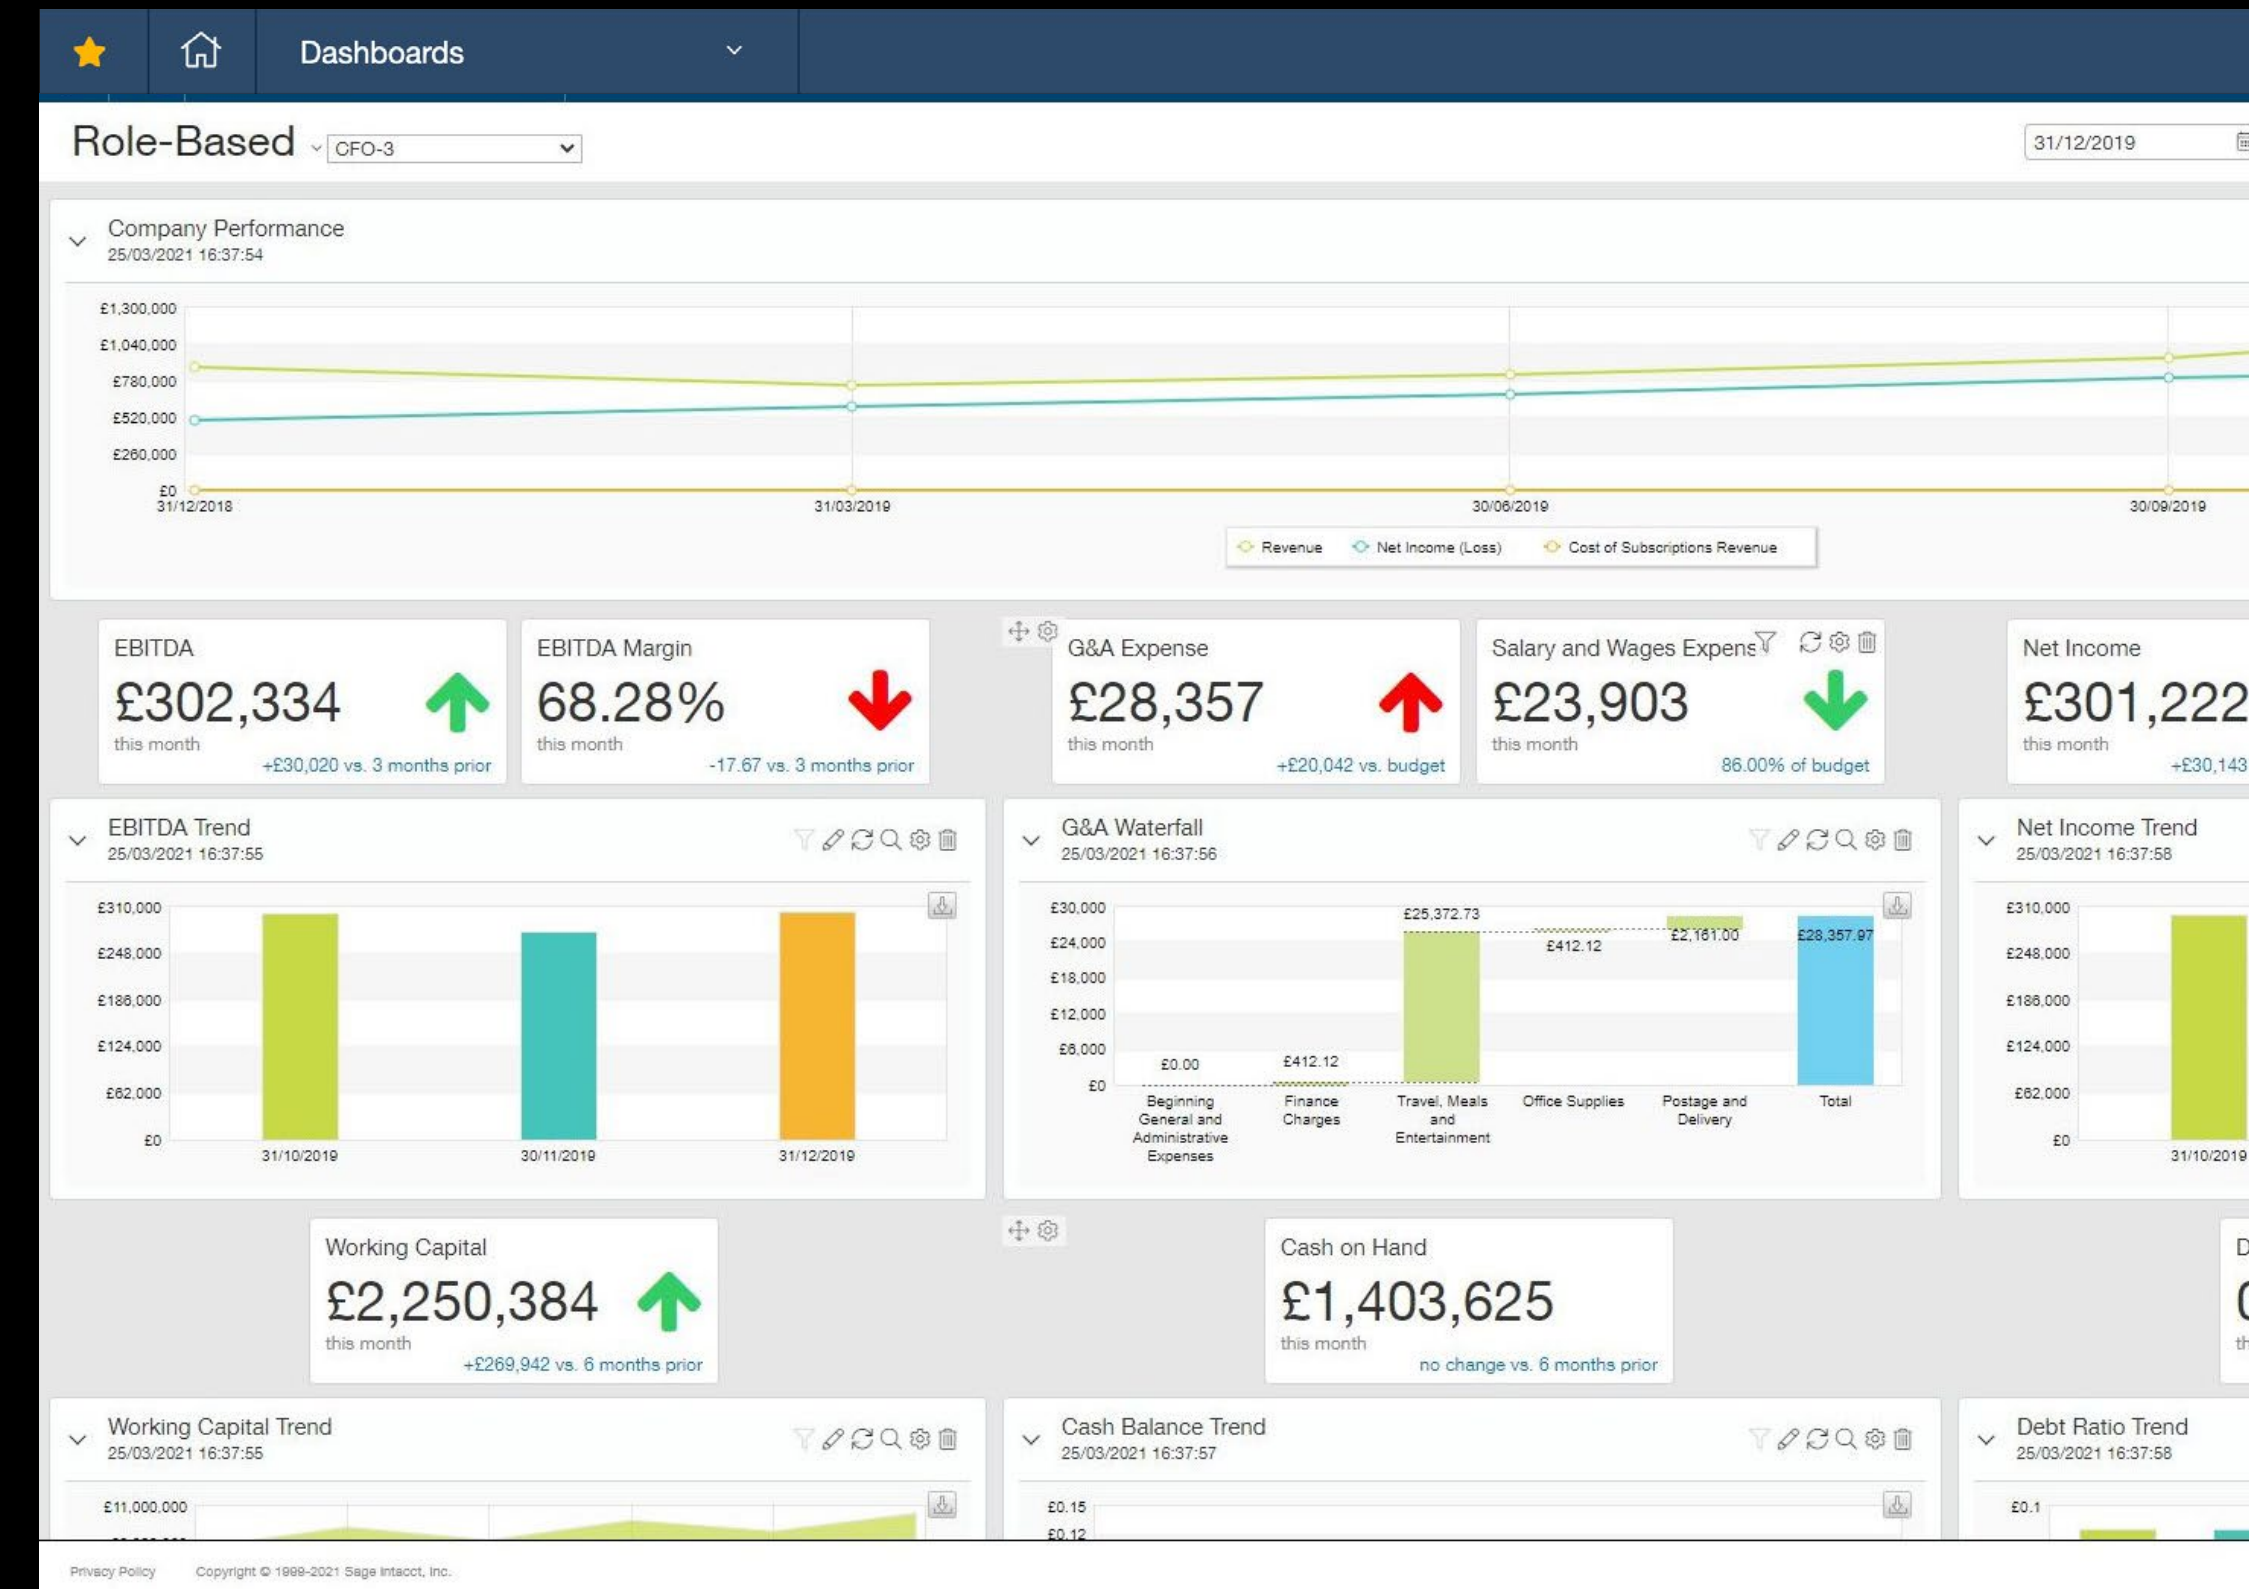 Dashboards
Role-Based CFO-3 31/12/2019
Company Performance
25/03/2021 16:37:54
£1,300,000
£1,040,000
£780,000
£520,000
£260,000
£0
31/12/2018 31/03/2019 30/06/2019 30/09/2019
Revenue Net Income (Loss) Cost of Subscriptions Revenue
EBITDA
£302,334
this month
+£30,020 vs. 3 months prior
EBITDA Margin
68.28%
this month
-17.67 vs. 3 months prior
G&A Expense
£28,357
this month
+£20,042 vs. budget
Salary and Wages Expens
£23,903
this month
86.00% of budget
Net Income
£301,222
this month
+£30,143
EBITDA Trend
25/03/2021 16:37:55
£310,000
£248,000
£186,000
£124,000
£62,000
£0
31/10/2019 30/11/2019 31/12/2019
G&A Waterfall
25/03/2021 16:37:56
£30,000
£24,000
£18,000
£12,000
£6,000
£0
£0.00
£412.12
£25,372.73
£412.12
£2,161.00
£28,357.97
Beginning
General and
Administrative
Expenses
Finance
Charges
Travel, Meals
and
Entertainment
Office Supplies
Postage and
Delivery
Total
Net Income Trend
25/03/2021 16:37:58
£310,000
£248,000
£186,000
£124,000
£62,000
£0
31/10/2019
Working Capital
£2,250,384
this month
+£269,942 vs. 6 months prior
Cash on Hand
£1,403,625
this month
no change vs. 6 months prior
D
th
Working Capital Trend
25/03/2021 16:37:55
£11,000,000
Cash Balance Trend
25/03/2021 16:37:57
£0.15
£0.12
Debt Ratio Trend
25/03/2021 16:37:58
£0.1
Privacy Policy Copyright © 1999-2021 Sage Intacct, Inc.